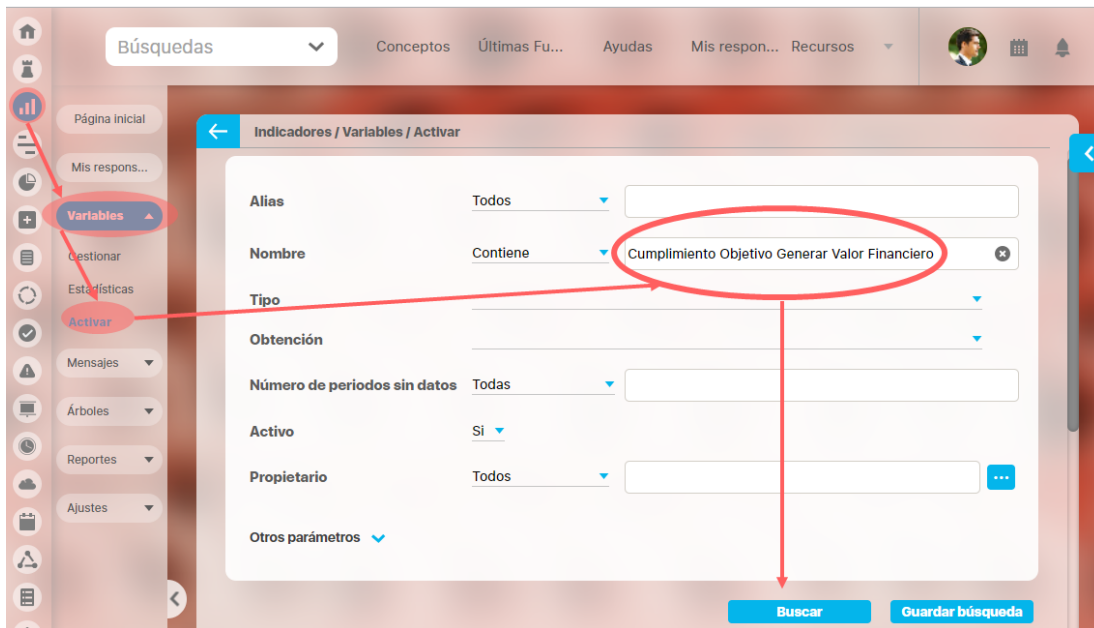 Búsquedas
Conceptos
Últimas Fu...
Ayudas
Mis respon...
Recursos
Página inicial
Mis respons...
Variables
Gestionar
Estadísticas
Activar
Mensajes
Árboles
Reportes
Ajustes
Indicadores / Variables / Activar
Alias Todos
Nombre Contiene Cumplimiento Objetivo Generar Valor Financiero
Tipo
Obtención
Número de periodos sin datos Todas
Activo Si
Propietario Todos
Otros parámetros
Buscar Guardar búsqueda